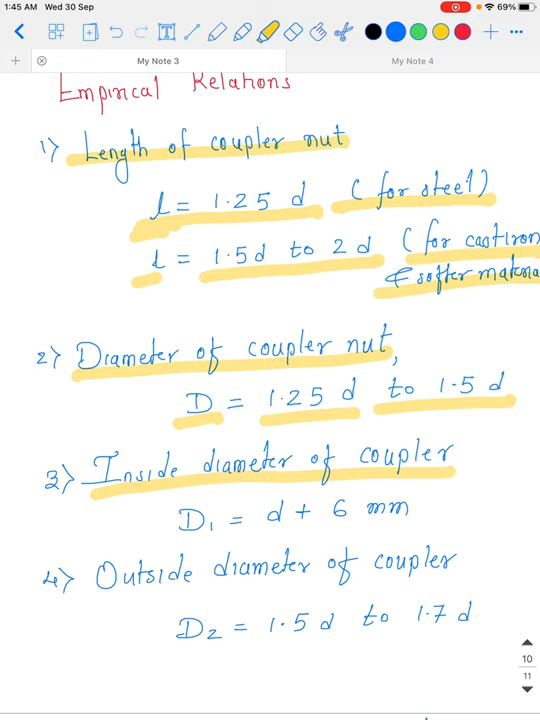 1:45 AM Wed 30 Sep
69%
My Note 3
My Note 4
Empirical Relations
1) Length of coupler nut
l = 1.25 d (for steel)
l = 1.5d to 2d (for cast iron
& softer materia
2) Diameter of coupler nut,
D = 1.25 d to 1.5 d
3) Inside diameter of coupler
D1 = d + 6 mm
4) Outside diameter of coupler
D2 = 1.5 d to 1.7 d
10
11